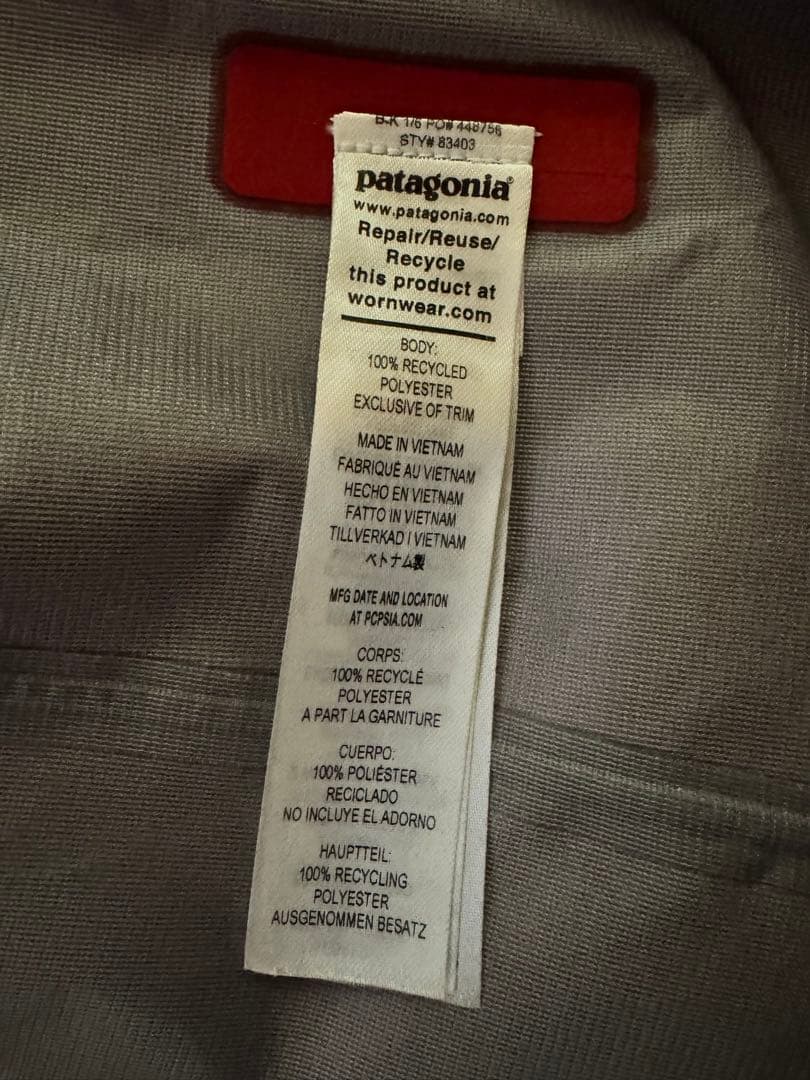 B-K 1/6 PO# 448756
STY# 83403
patagonia®
www.patagonia.com
Repair/Reuse/
Recycle
this product at
wornwear.com
BODY:
100% RECYCLED
POLYESTER
EXCLUSIVE OF TRIM
MADE IN VIETNAM
FABRIQUÉ AU VIETNAM
HECHO EN VIETNAM
FATTO IN VIETNAM
TILLVERKAD I VIETNAM
ベトナム製
MFG DATE AND LOCATION
AT PCPSIA.COM
CORPS:
100% RECYCLÉ
POLYESTER
A PART LA GARNITURE
CUERPO:
100% POLIÉSTER
RECICLADO
NO INCLUYE EL ADORNO
HAUPTTEIL:
100% RECYCLING
POLYESTER
AUSGENOMMEN BESATZ